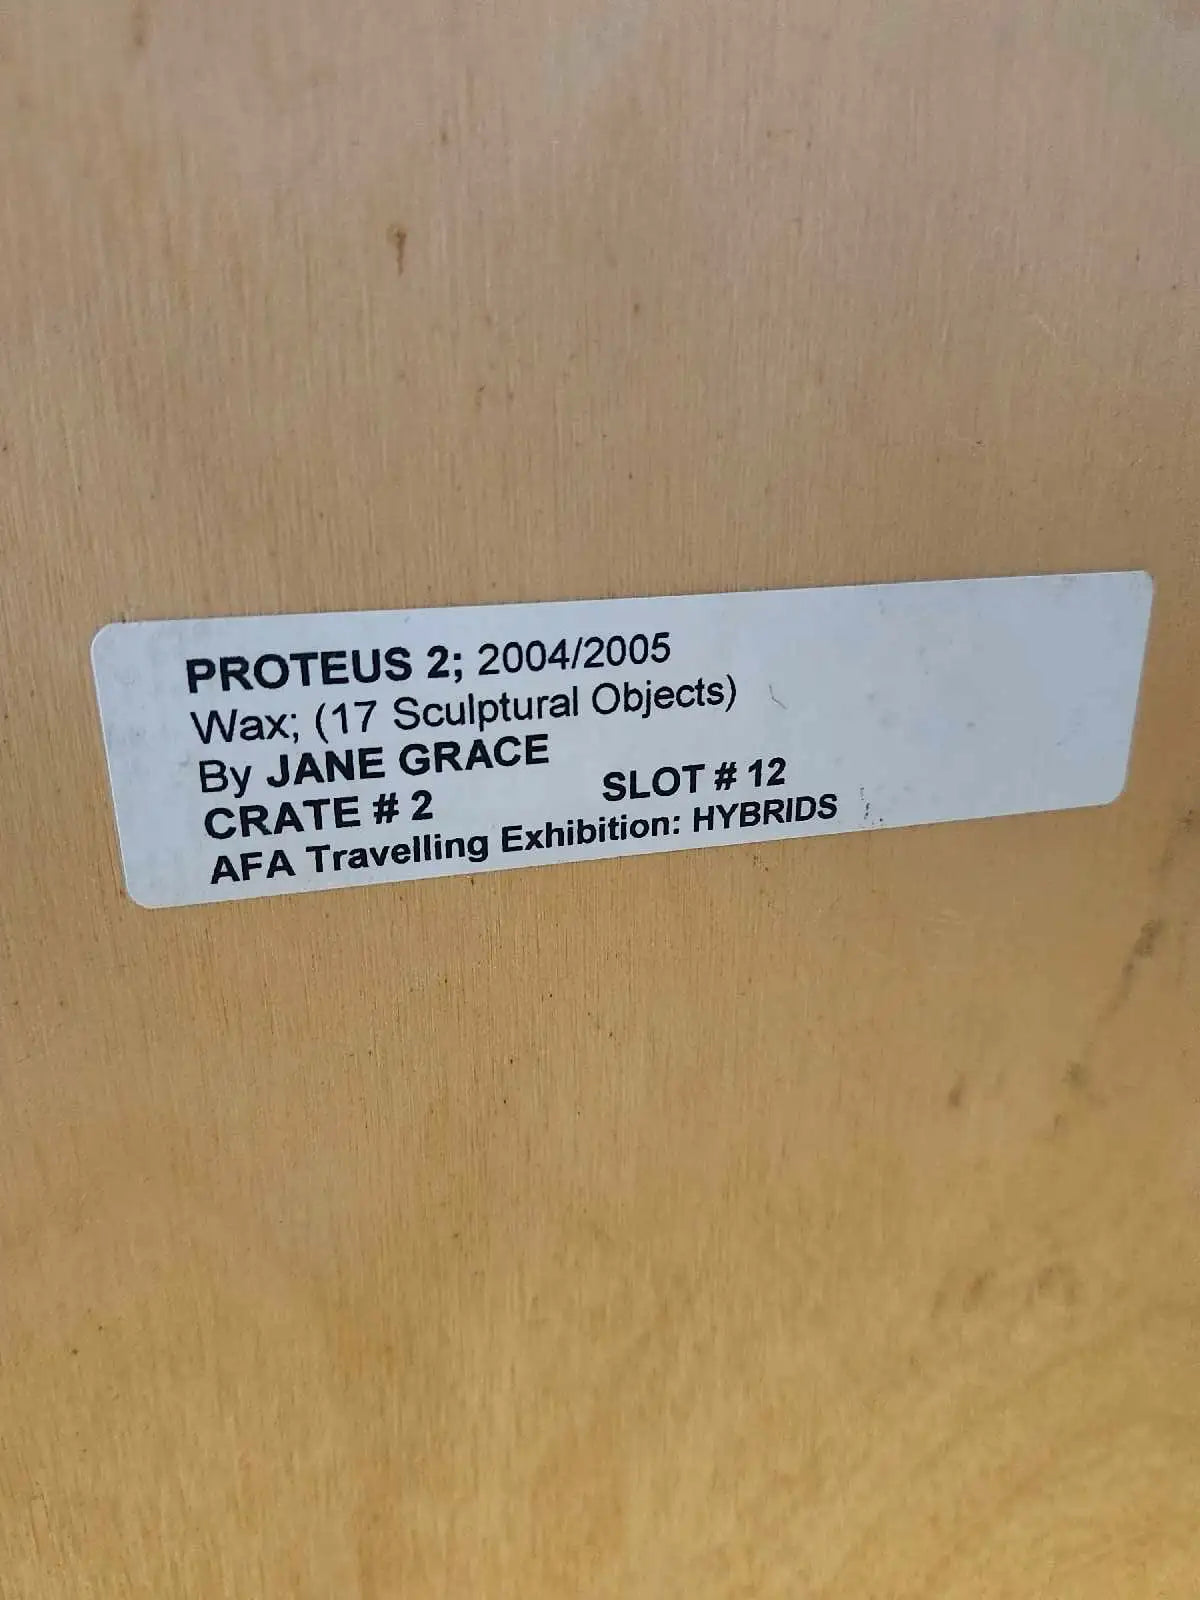 PROTEUS 2; 2004/2005
Wax; (17 Sculptural Objects)
By JANE GRACE
CRATE # 2 SLOT # 12
AFA Travelling Exhibition: HYBRIDS